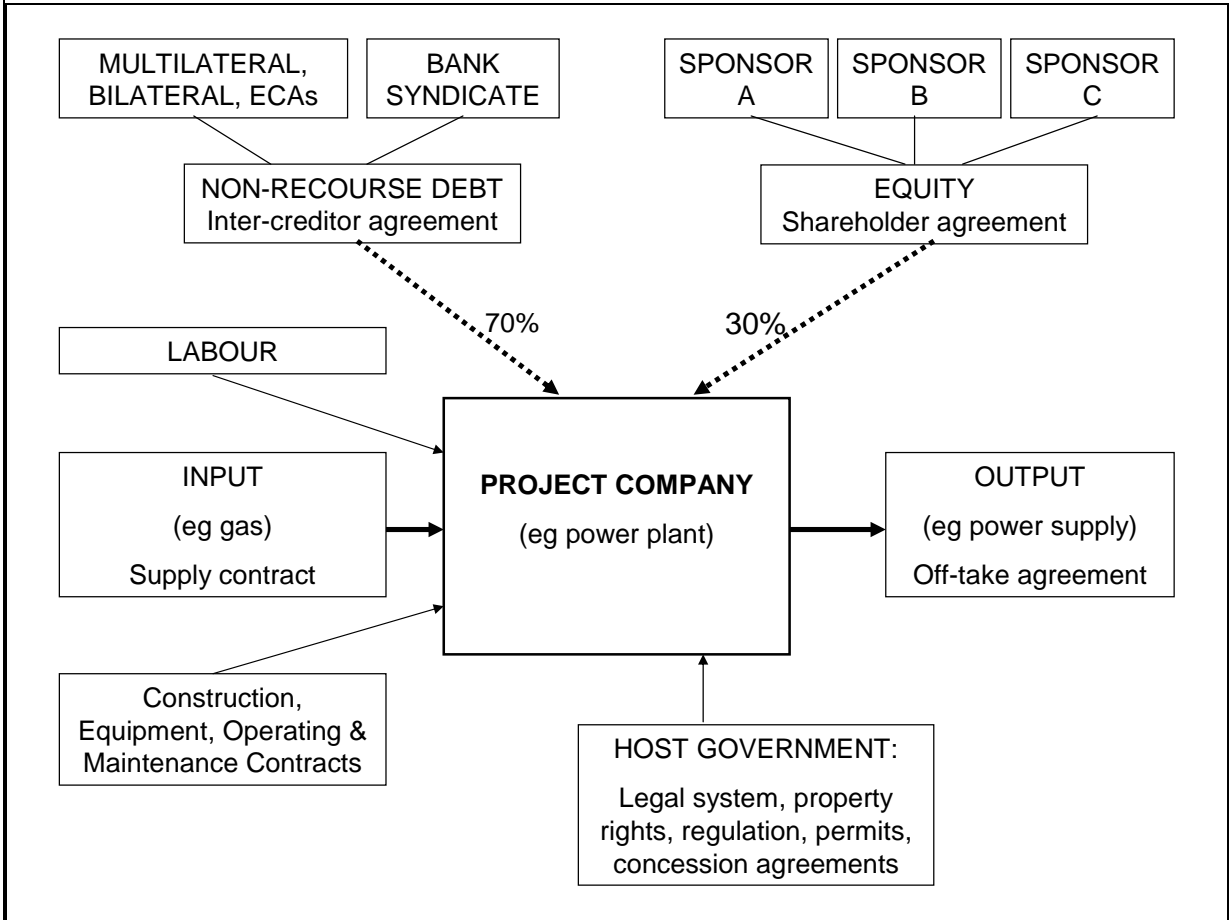 MULTILATERAL,
BILATERAL, ECAs
BANK
SYNDICATE
SPONSOR
A
SPONSOR
B
SPONSOR
C
NON-RECOURSE DEBT
Inter-creditor agreement
EQUITY
Shareholder agreement
70%
30%
LABOUR
INPUT
(eg gas)
Supply contract
PROJECT COMPANY
(eg power plant)
OUTPUT
(eg power supply)
Off-take agreement
Construction,
Equipment, Operating &
Maintenance Contracts
HOST GOVERNMENT:
Legal system, property
rights, regulation, permits,
concession agreements